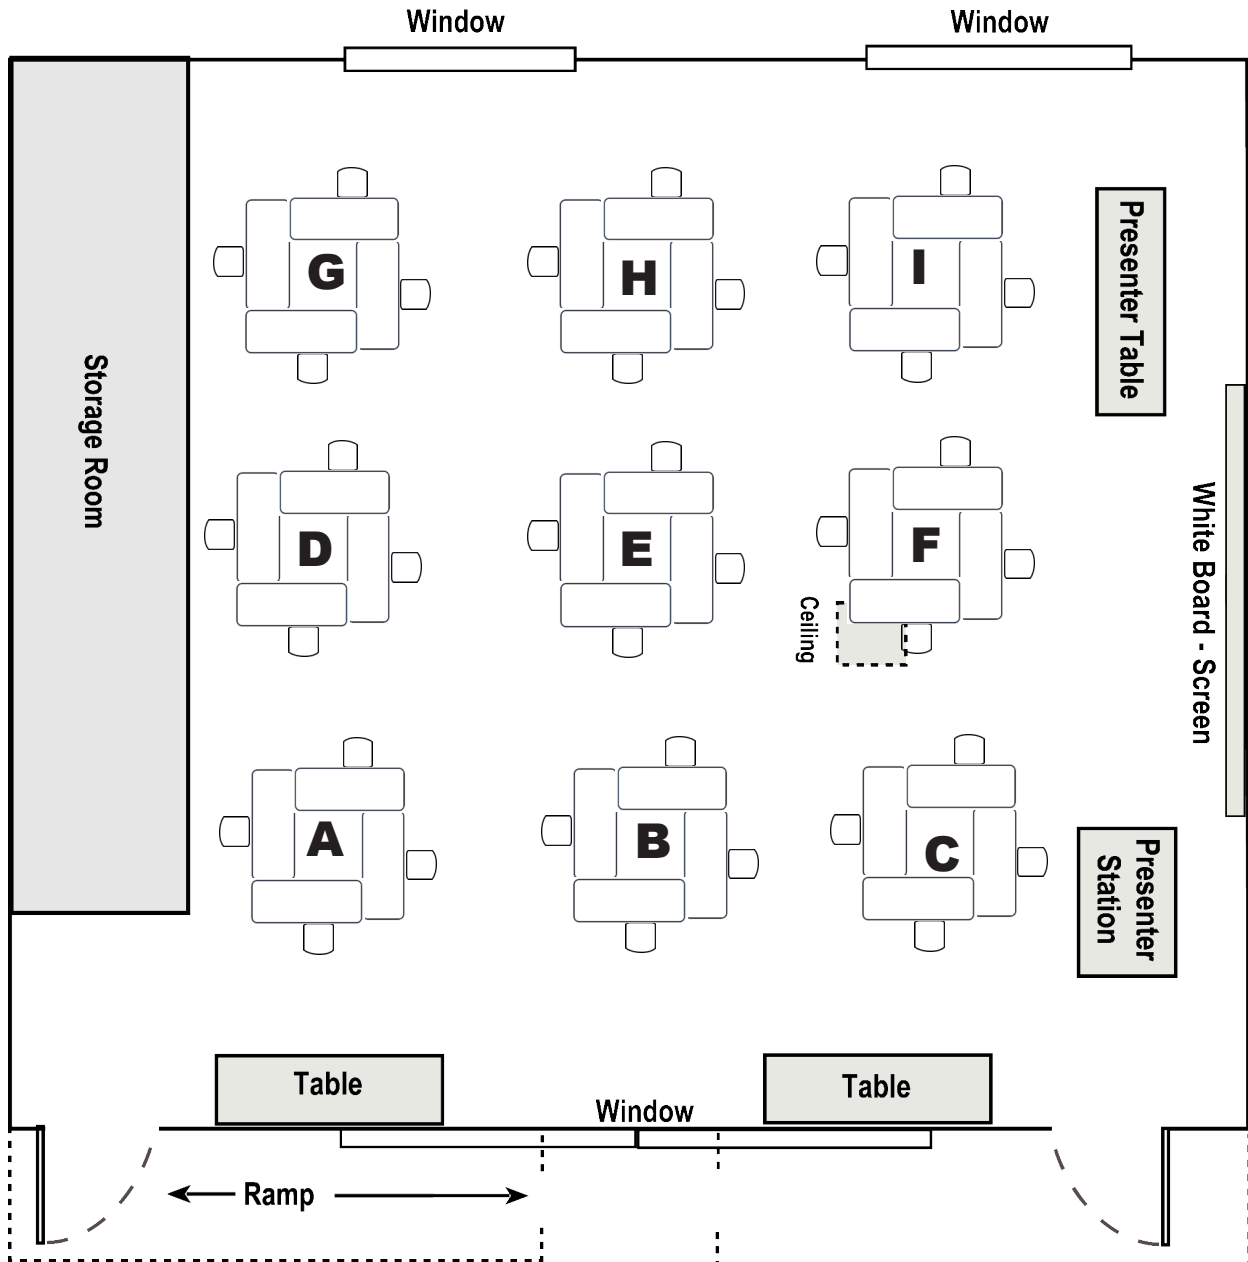 Window
Window
G
H
I
Presenter Table
Storage Room
D
E
F
White Board - Screen
Ceiling
A
B
C
Presenter
Station
Table
Table
Window
Ramp